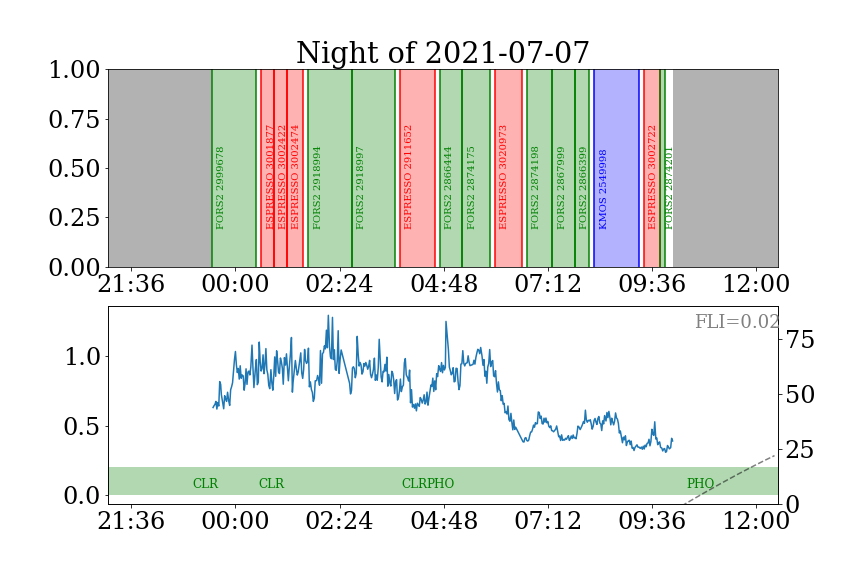 Night of 2021-07-07
1.00
0.75
0.50
0.25
0.00
FORS2 2999678
ESPRESSO 3001877
ESPRESSO 3002422
ESPRESSO 3002474
FORS2 2918994
FORS2 2918997
ESPRESSO 2911652
FORS2 2866444
FORS2 2874175
ESPRESSO 3020973
FORS2 2874198
FORS2 2867999
FORS2 2866399
KMOS 2549998
ESPRESSO 3002722
FORS2 2874201
21:36 00:00 02:24 04:48 07:12 09:36 12:00
FLI=0.02
1.0
0.5
0.0
75
50
25
0
CLR CLR CLRPHO PHO
21:36 00:00 02:24 04:48 07:12 09:36 12:00